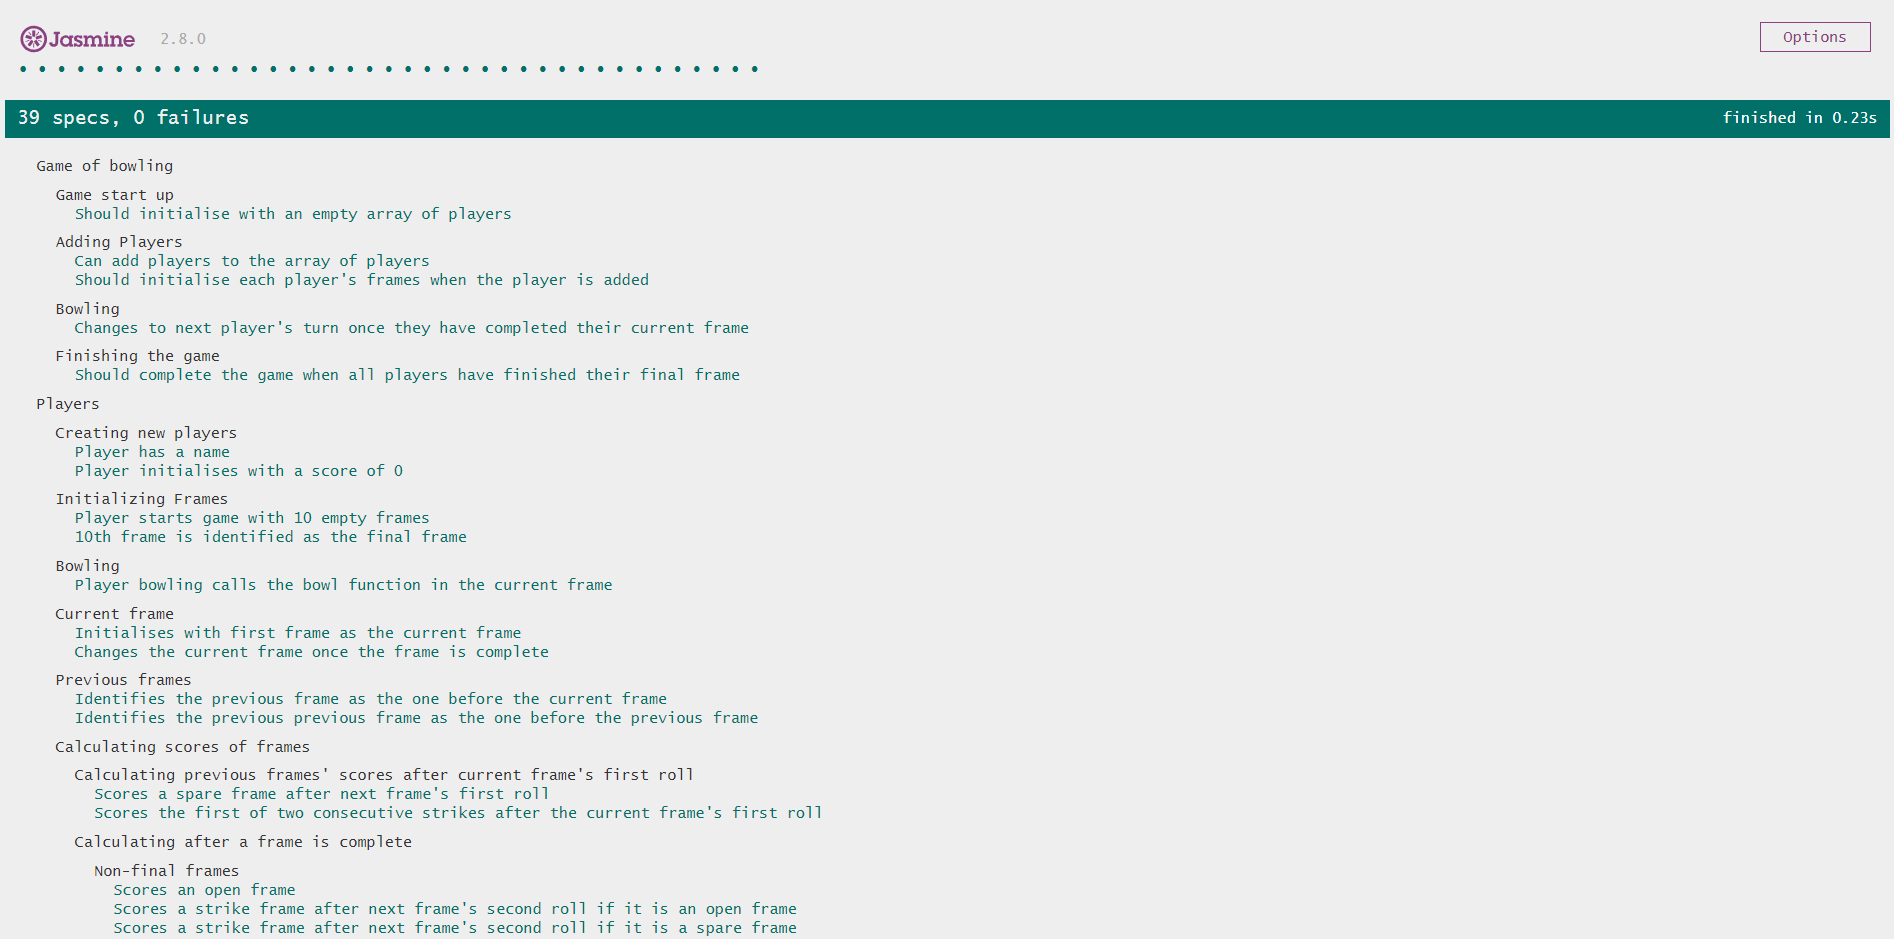 Jasmine 2.8.0 Options
39 specs, 0 failures finished in 0.23s
Game of bowling
Game start up
Should initialise with an empty array of players
Adding Players
Can add players to the array of players
Should initialise each player's frames when the player is added
Bowling
Changes to next player's turn once they have completed their current frame
Finishing the game
Should complete the game when all players have finished their final frame
Players
Creating new players
Player has a name
Player initialises with a score of 0
Initializing Frames
Player starts game with 10 empty frames
10th frame is identified as the final frame
Bowling
Player bowling calls the bowl function in the current frame
Current frame
Initialises with first frame as the current frame
Changes the current frame once the frame is complete
Previous frames
Identifies the previous frame as the one before the current frame
Identifies the previous previous frame as the one before the previous frame
Calculating scores of frames
Calculating previous frames' scores after current frame's first roll
Scores a spare frame after next frame's first roll
Scores the first of two consecutive strikes after the current frame's first roll
Calculating after a frame is complete
Non-final frames
Scores an open frame
Scores a strike frame after next frame's second roll if it is an open frame
Scores a strike frame after next frame's second roll if it is a spare frame